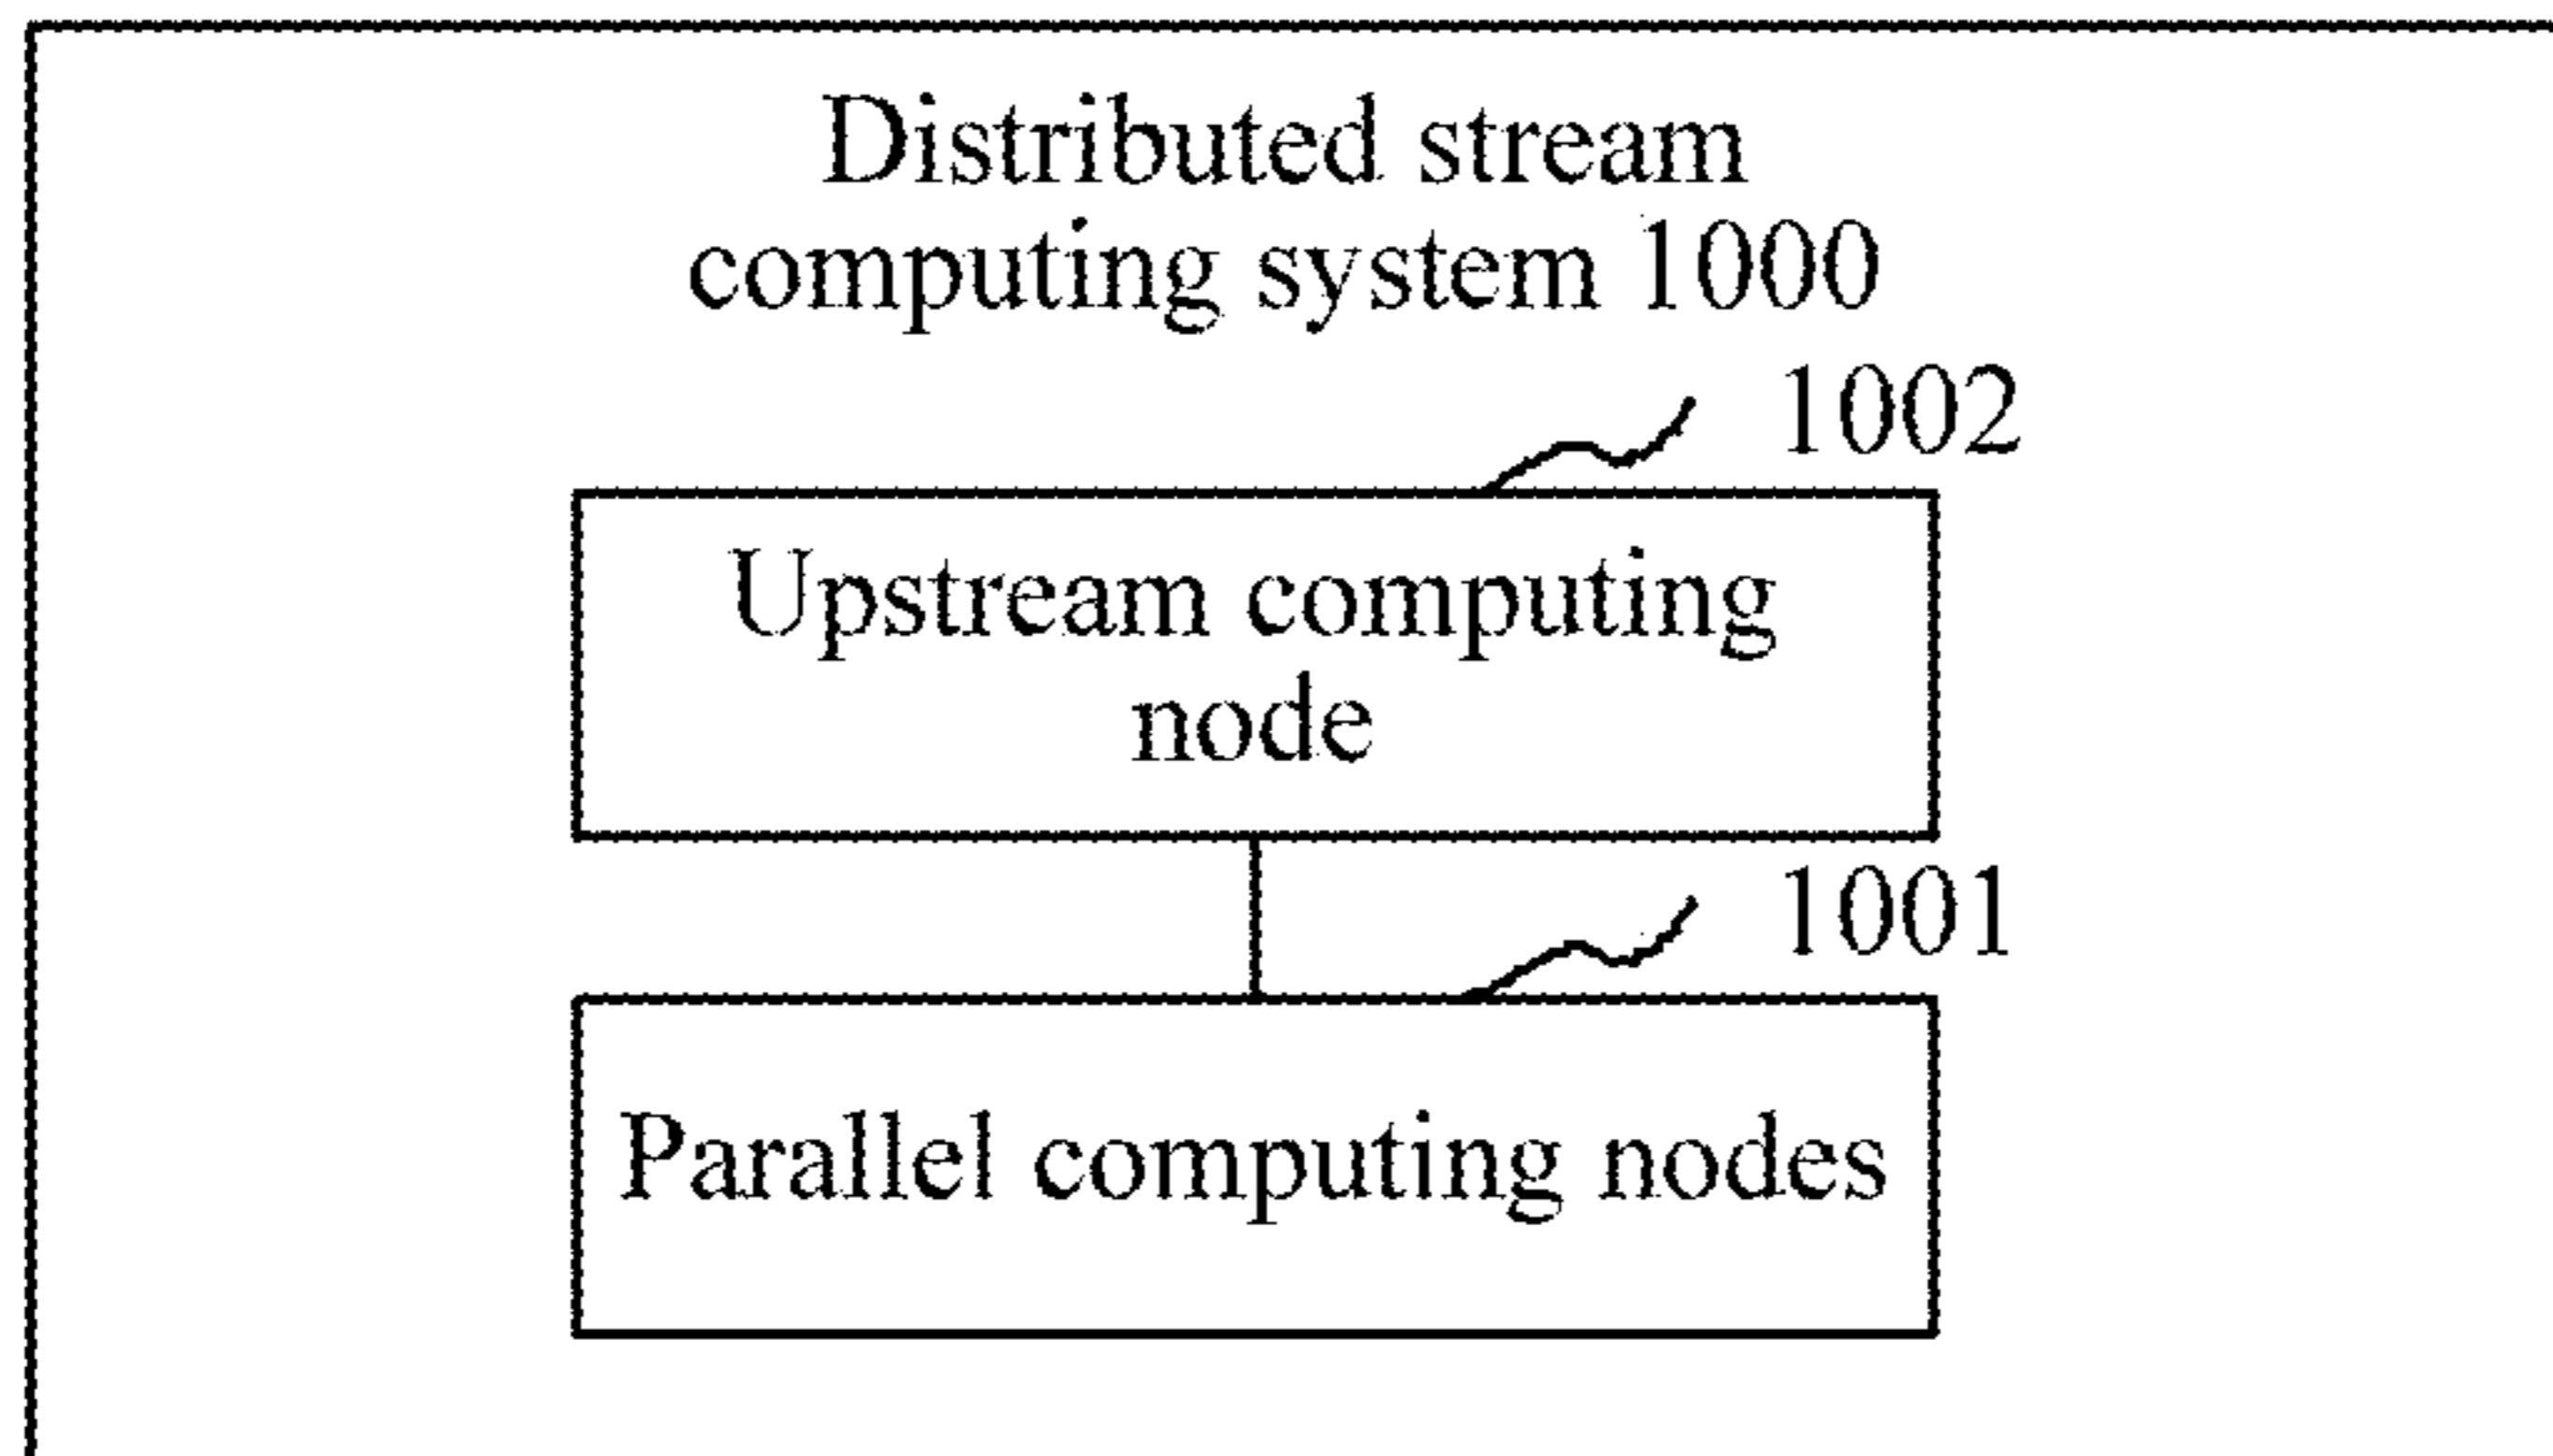 Distributed stream
computing system 1000
1002
Upstream computing
node
1001
Parallel computing nodes